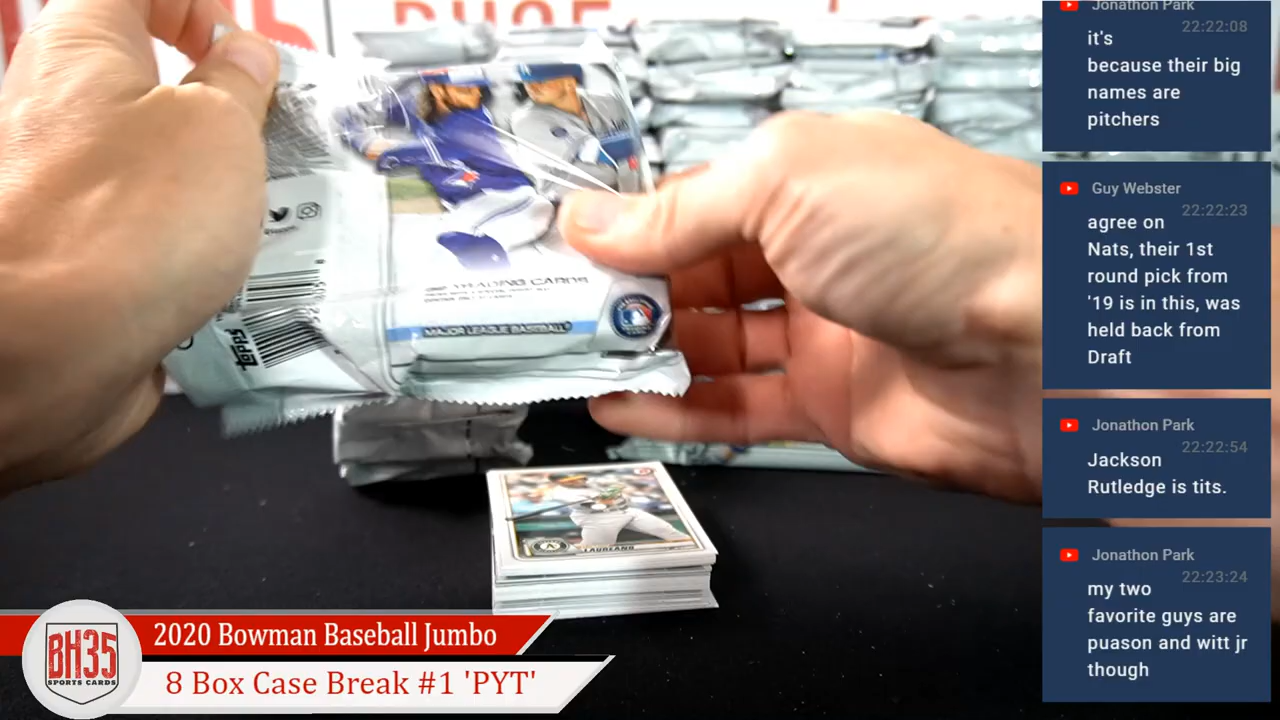 Jonathon Park
22:22:08
it's
because their big
names are
pitchers
Guy Webster
22:22:23
agree on
Nats, their 1st
round pick from
'19 is in this, was
held back from
Draft
Jonathon Park
22:22:54
Jackson
Rutledge is tits.
Jonathon Park
22:23:24
my two
favorite guys are
puason and witt jr
though
TRADING CARDS
MAJOR LEAGUE BASEBALL
Topps
LAUREANO
BH35
SPORTS CARDS
2020 Bowman Baseball Jumbo
8 Box Case Break #1 'PYT'